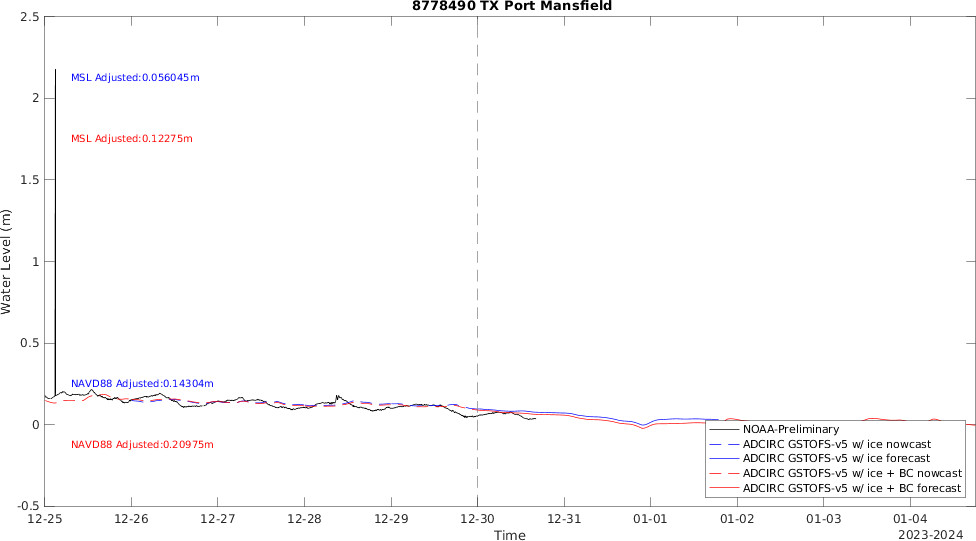 8778490 TX Port Mansfield
2.5
2
1.5
1
0.5
0
-0.5
Water Level (m)
MSL Adjusted:0.056045m
MSL Adjusted:0.12275m
NAVD88 Adjusted:0.14304m
NAVD88 Adjusted:0.20975m
NOAA-Preliminary
ADCIRC GSTOFS-v5 w/ ice nowcast
ADCIRC GSTOFS-v5 w/ ice forecast
ADCIRC GSTOFS-v5 w/ ice + BC nowcast
ADCIRC GSTOFS-v5 w/ ice + BC forecast
12-25 12-26 12-27 12-28 12-29 12-30 12-31 01-01 01-02 01-03 01-04
Time
2023-2024